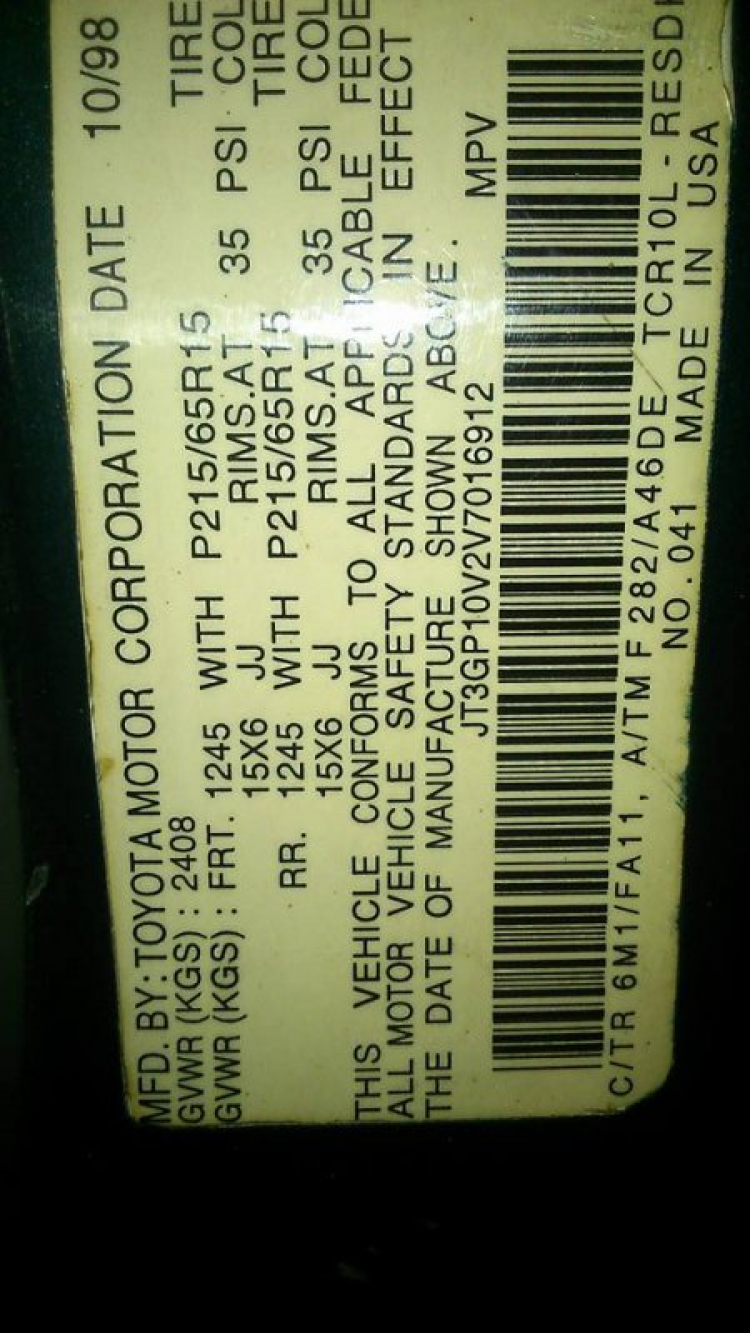 MFD. BY: TOYOTA MOTOR CORPORATION DATE 10/98
GVWR (KGS) : 2408
GVWR (KGS) : FRT. 1245 WITH P215/65R15 TIRE
15X6 JJ RIMS.AT 35 PSI COL
RR. 1245 WITH P215/65R15 TIRE
15X6 JJ RIMS.AT 35 PSI COL
THIS VEHICLE CONFORMS TO ALL APPLICABLE FEDE
ALL MOTOR VEHICLE SAFETY STANDARDS IN EFFECT
THE DATE OF MANUFACTURE SHOWN ABOVE.
JT3GP10V2V7016912 MPV
C/TR 6M1/FA11, A/TM F 282/A46DE TCR10L - RESD
NO.041 MADE IN USA